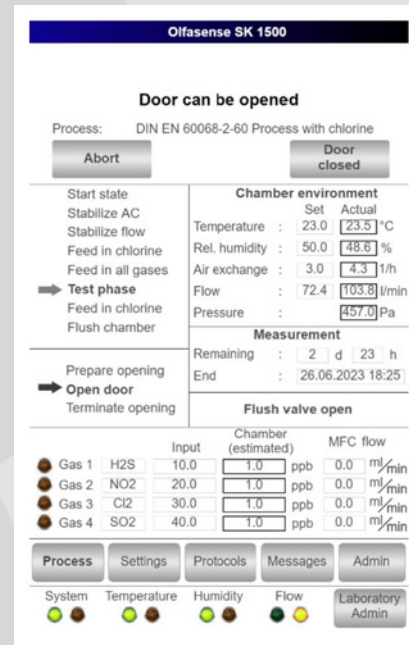 Olfasense SK 1500
Door can be opened
Process: DIN EN 60068-2-60 Process with chlorine
Abort
Door closed
Start state
Stabilize AC
Stabilize flow
Feed in chlorine
Feed in all gases
Test phase
Feed in chlorine
Flush chamber
Prepare opening
Open door
Terminate opening
Chamber environment
Set Actual
Temperature : 23.0 23.5 °C
Rel. humidity : 50.0 48.6 %
Air exchange : 3.0 4.3 1/h
Flow : 72.4 103.8 l/min
Pressure : 457.0 Pa
Measurement
Remaining : 2 d 23 h
End : 26.06.2023 18:25
Flush valve open
Input Chamber (estimated) MFC flow
Gas 1 H2S 10.0 1.0 ppb 0.0 ml/min
Gas 2 NO2 20.0 1.0 ppb 0.0 ml/min
Gas 3 Cl2 30.0 1.0 ppb 0.0 ml/min
Gas 4 SO2 40.0 1.0 ppb 0.0 ml/min
Process Settings Protocols Messages Admin
System Temperature Humidity Flow
Laboratory Admin